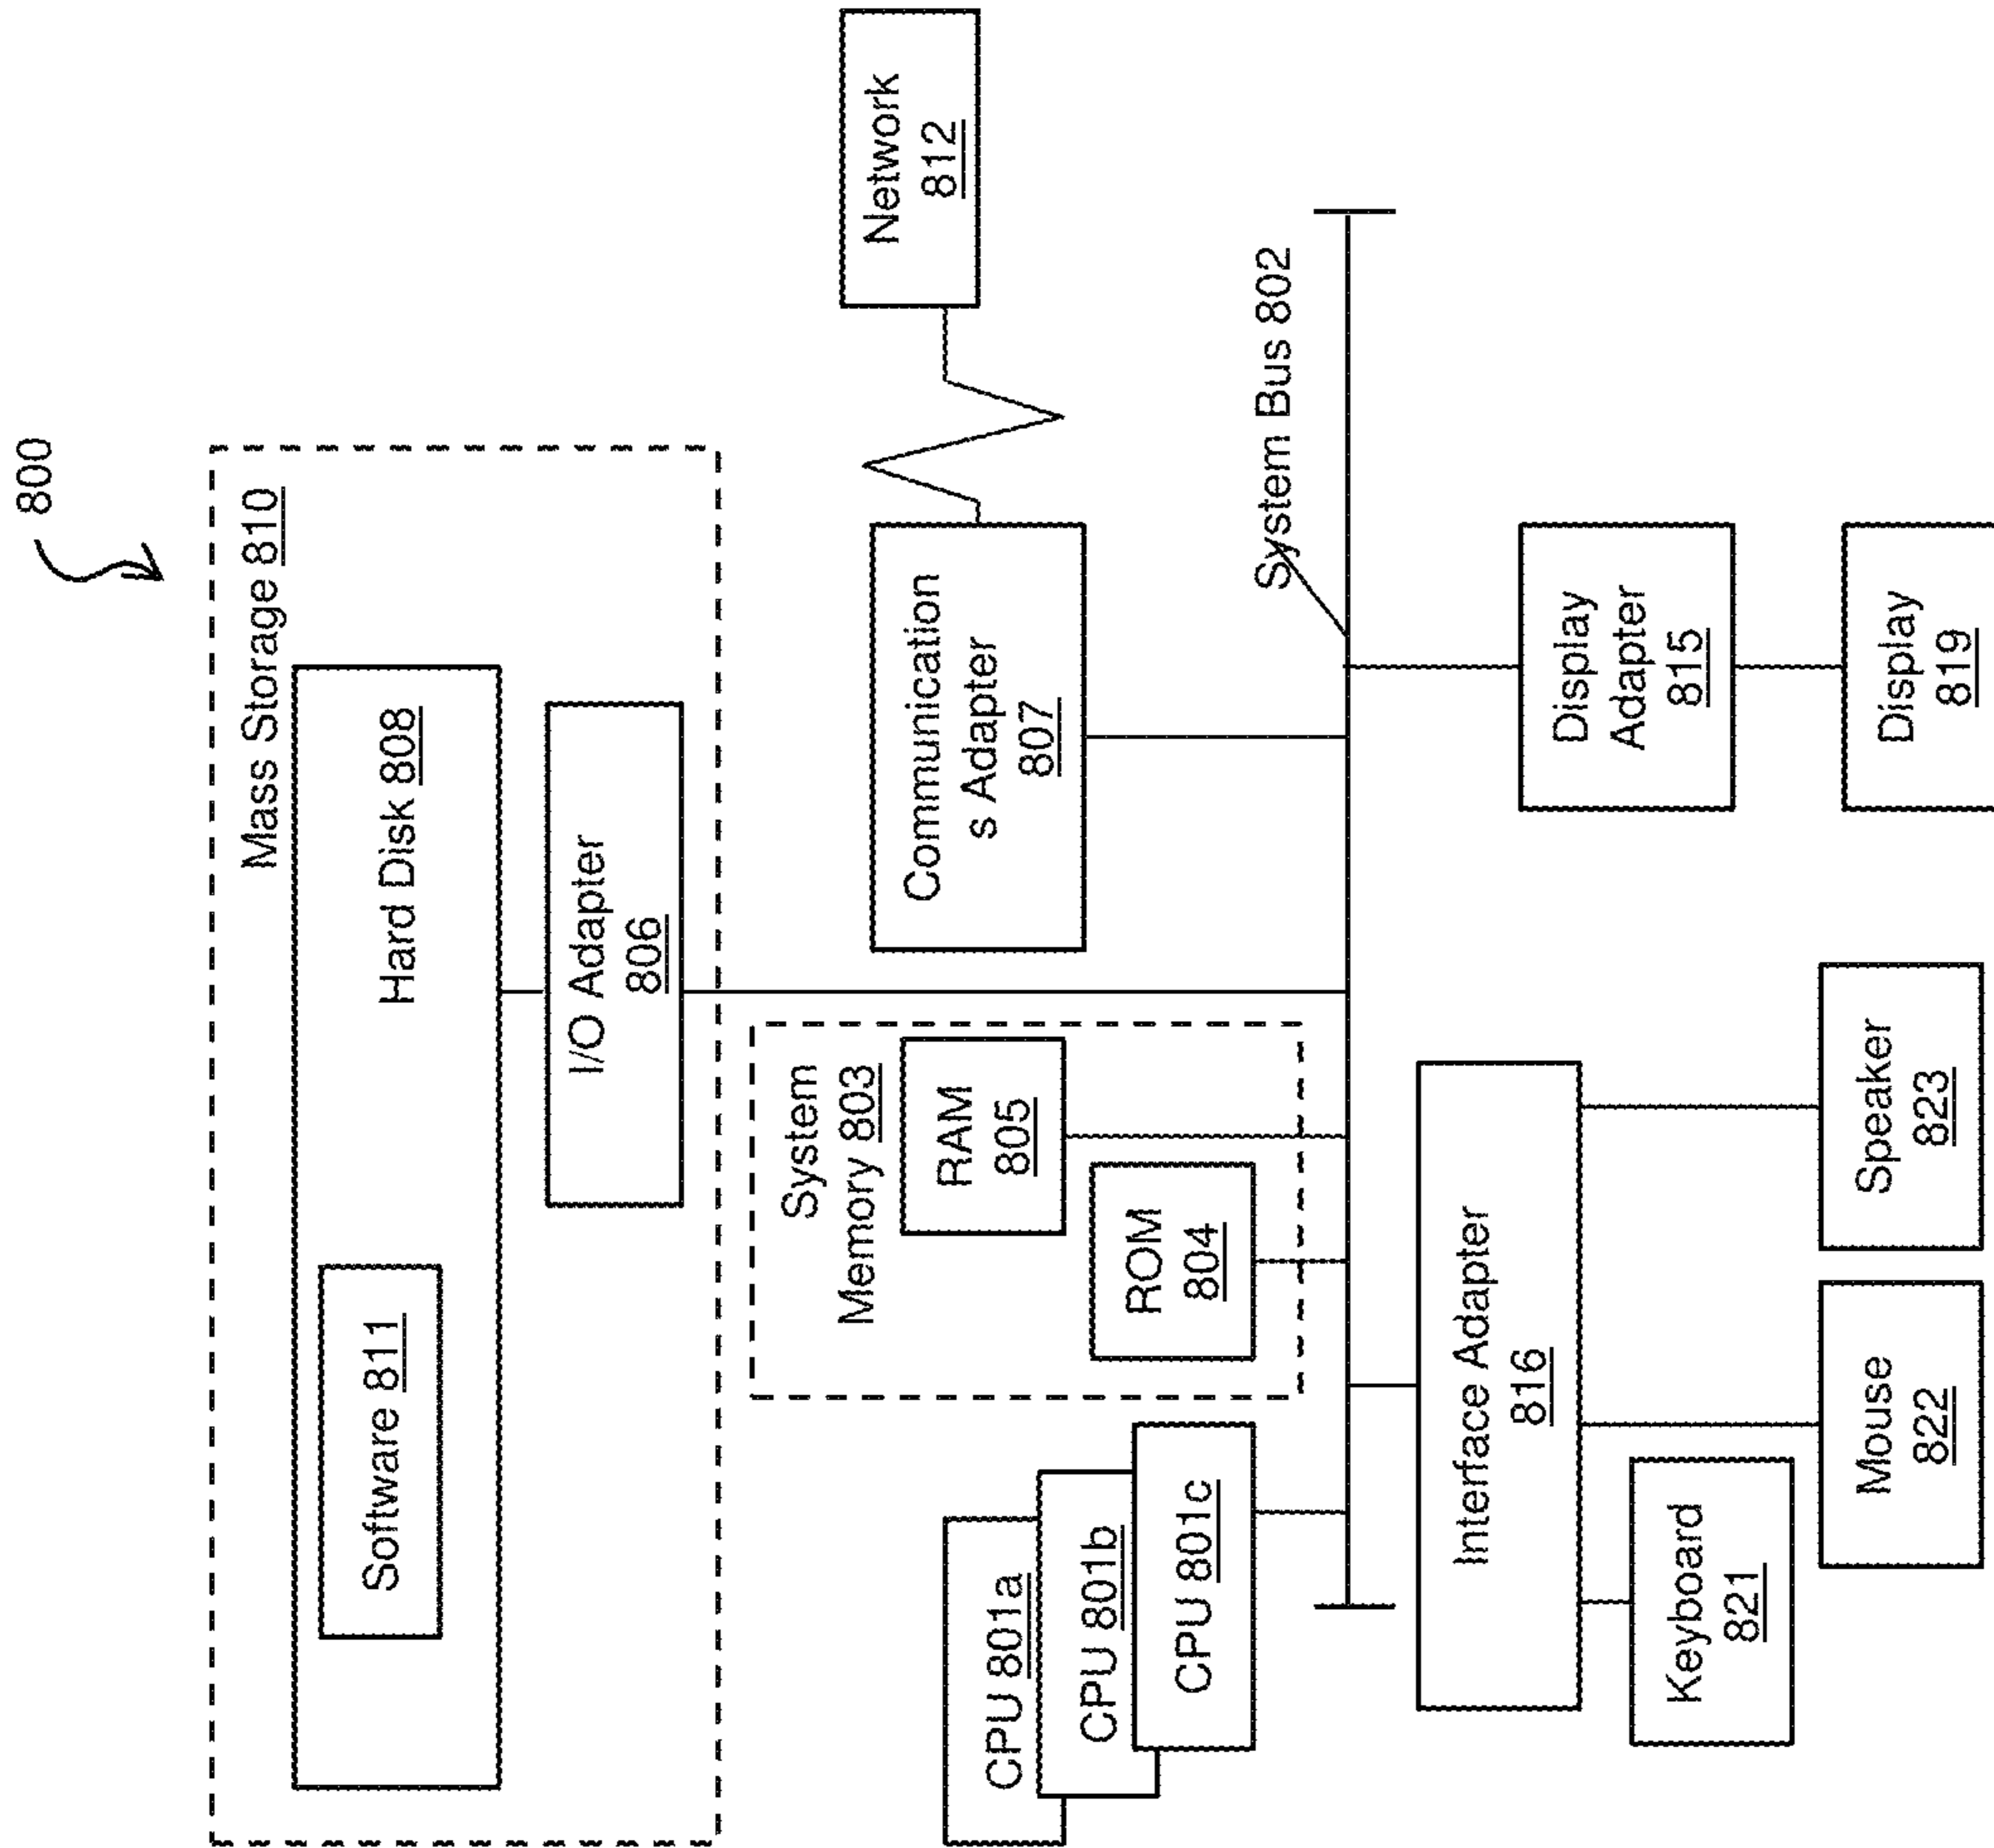 800
Mass Storage 810
Hard Disk 808
Software 811
I/O Adapter
806
Network
812
Communication
s Adapter
807
System
Memory 803
RAM
805
ROM
804
CPU 801a
CPU 801b
CPU 801c
System Bus 802
Interface Adapter
816
Display
Adapter
815
Keyboard
821
Mouse
822
Speaker
823
Display
819